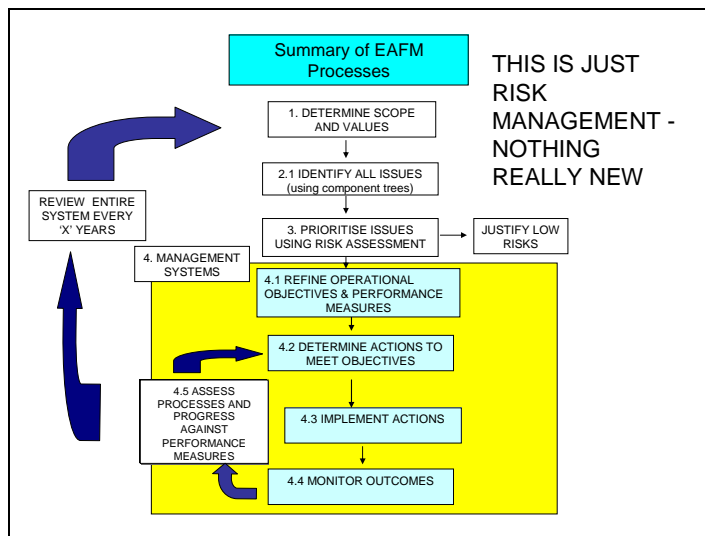 Summary of EAFM
Processes
THIS IS JUST
RISK
MANAGEMENT -
NOTHING
REALLY NEW
1. DETERMINE SCOPE
AND VALUES
2.1 IDENTIFY ALL ISSUES
(using component trees)
REVIEW ENTIRE
SYSTEM EVERY
‘X’ YEARS
3. PRIORITISE ISSUES
USING RISK ASSESSMENT
JUSTIFY LOW
RISKS
4. MANAGEMENT
SYSTEMS
4.1 REFINE OPERATIONAL
OBJECTIVES & PERFORMANCE
MEASURES
4.2 DETERMINE ACTIONS TO
MEET OBJECTIVES
4.5 ASSESS
PROCESSES AND
PROGRESS
AGAINST
PERFORMANCE
MEASURES
4.3 IMPLEMENT ACTIONS
4.4 MONITOR OUTCOMES